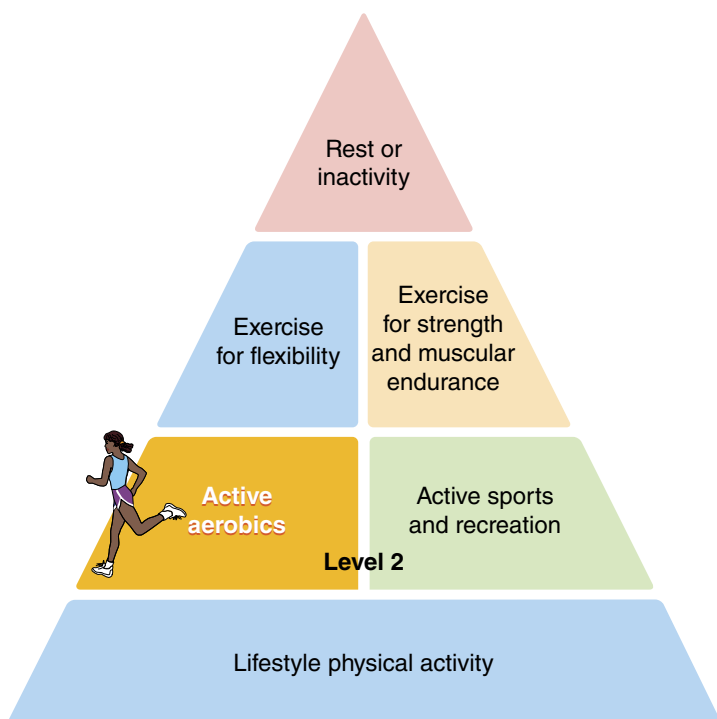 Rest or
inactivity
Exercise
for flexibility
Exercise
for strength
and muscular
endurance
Active
aerobics
Active sports
and recreation
Level 2
Lifestyle physical activity